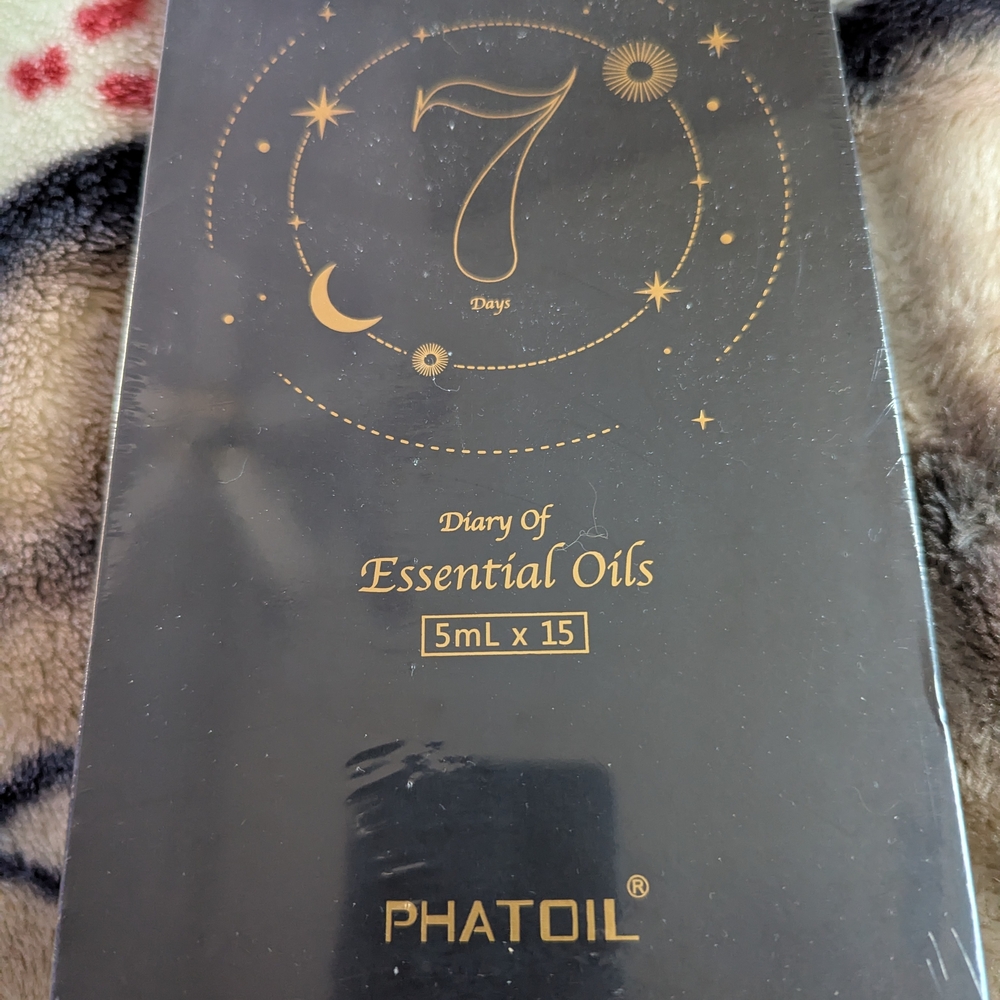 7
Days
Diary Of
Essential Oils
5mL x 15
PHATOIL®